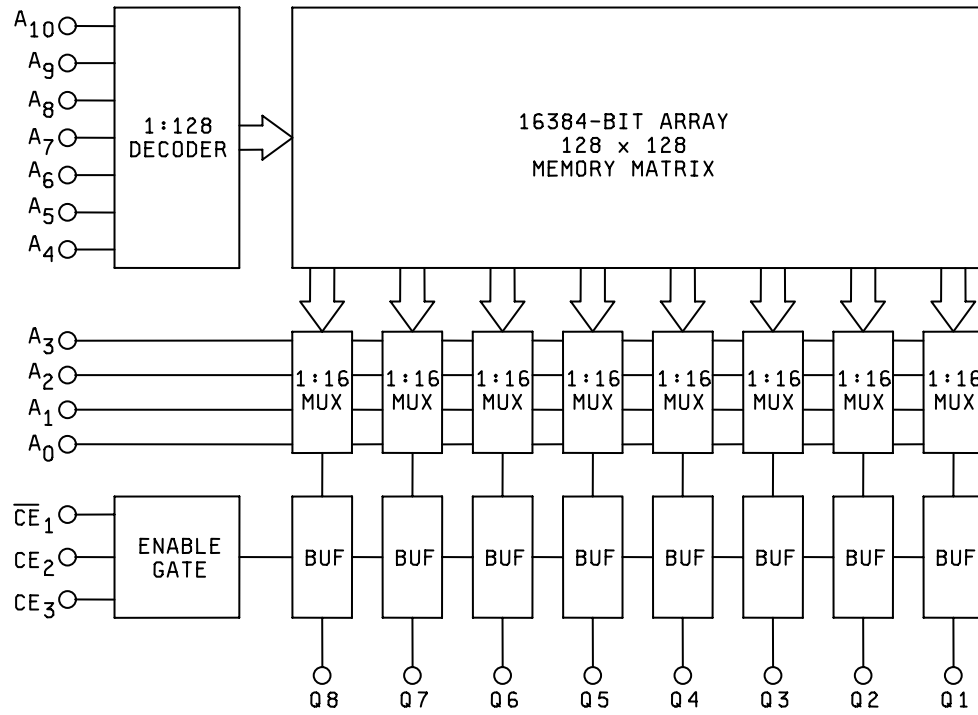 A10
A9
A8
A7
A6
A5
A4
1:128
DECODER
16384-BIT ARRAY
128 x 128
MEMORY MATRIX
A3
A2
A1
A0
1:16 1:16 1:16 1:16 1:16 1:16 1:16 1:16
MUX MUX MUX MUX MUX MUX MUX MUX
C̅E̅1
CE2
CE3
ENABLE
GATE
BUF BUF BUF BUF BUF BUF BUF BUF
Q8 Q7 Q6 Q5 Q4 Q3 Q2 Q1